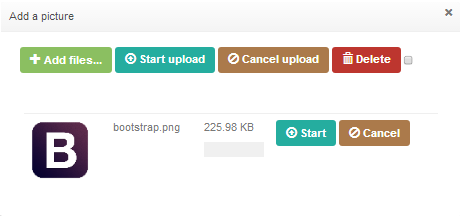 Add a picture
Add files... Start upload Cancel upload Delete
B bootstrap.png 225.98 KB Start Cancel